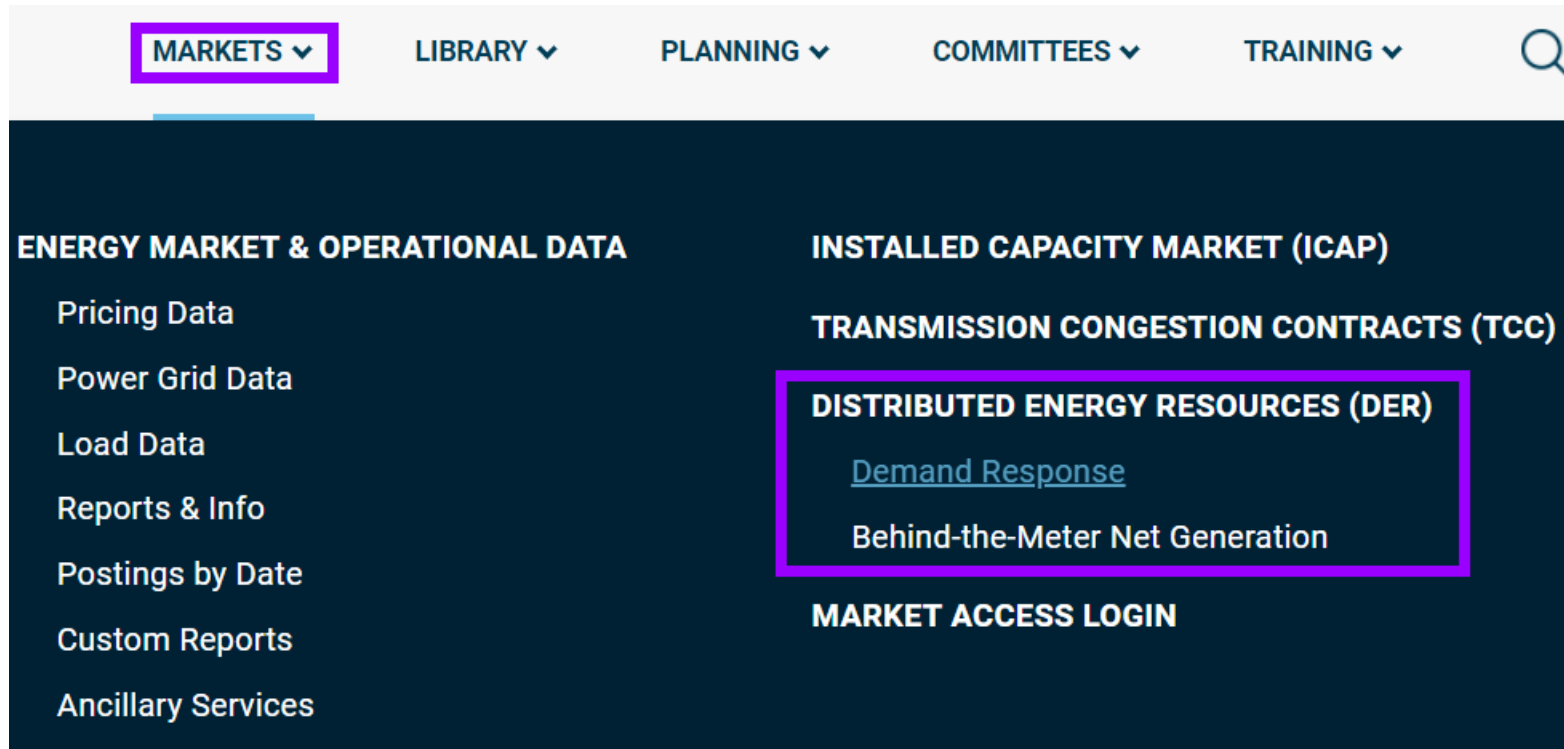 MARKETS
LIBRARY
PLANNING
COMMITTEES
TRAINING
ENERGY MARKET & OPERATIONAL DATA
Pricing Data
Power Grid Data
Load Data
Reports & Info
Postings by Date
Custom Reports
Ancillary Services
INSTALLED CAPACITY MARKET (ICAP)
TRANSMISSION CONGESTION CONTRACTS (TCC)
DISTRIBUTED ENERGY RESOURCES (DER)
Demand Response
Behind-the-Meter Net Generation
MARKET ACCESS LOGIN